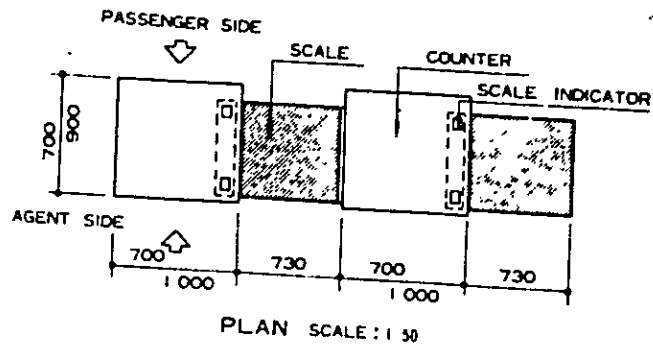 PASSENGER SIDE
SCALE
COUNTER
SCALE INDICATOR
700
900
AGENT SIDE
700
1 000
730
700
1 000
730
PLAN SCALE : 1 50